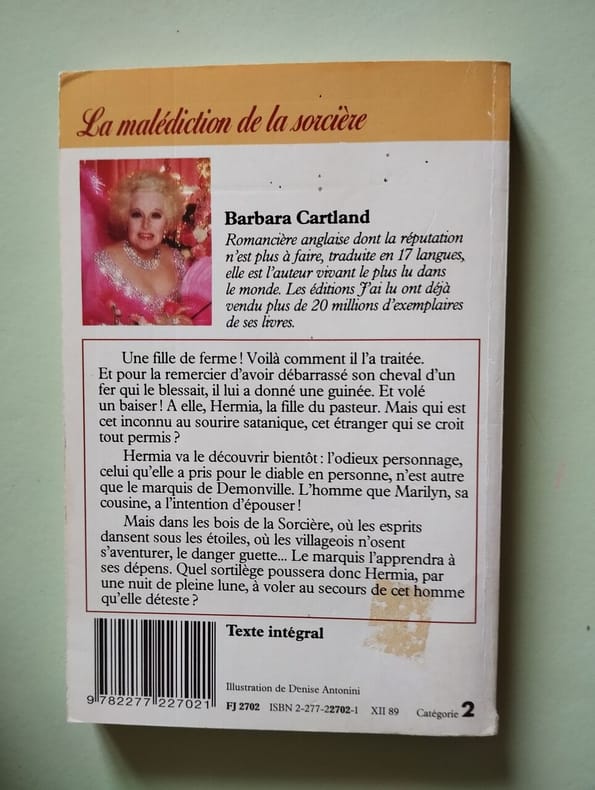 La malédiction de la sorcière
Barbara Cartland
Romancière anglaise dont la réputation
n'est plus à faire, traduite en 17 langues,
elle est l'auteur vivant le plus lu dans
le monde. Les éditions J'ai lu ont déjà
vendu plus de 20 millions d'exemplaires
de ses livres.
Une fille de ferme ! Voilà comment il l'a traitée.
Et pour la remercier d'avoir débarrassé son cheval d'un
fer qui le blessait, il lui a donné une guinée. Et volé
un baiser ! A elle, Hermia, la fille du pasteur. Mais qui est
cet inconnu au sourire satanique, cet étranger qui se croit
tout permis ?
Hermia va le découvrir bientôt : l'odieux personnage,
celui qu'elle a pris pour le diable en personne, n'est autre
que le marquis de Demonville. L'homme que Marilyn, sa
cousine, a l'intention d'épouser !
Mais dans les bois de la Sorcière, où les esprits
dansent sous les étoiles, où les villageois n'osent
s'aventurer, le danger guette... Le marquis l'apprendra à
ses dépens. Quel sortilège poussera donc Hermia, par
une nuit de pleine lune, à voler au secours de cet homme
qu'elle déteste ?
Texte intégral
Illustration de Denise Antonini
9 782277 227021
FJ 2702 ISBN 2-277-22702-1 XII 89 Catégorie 2